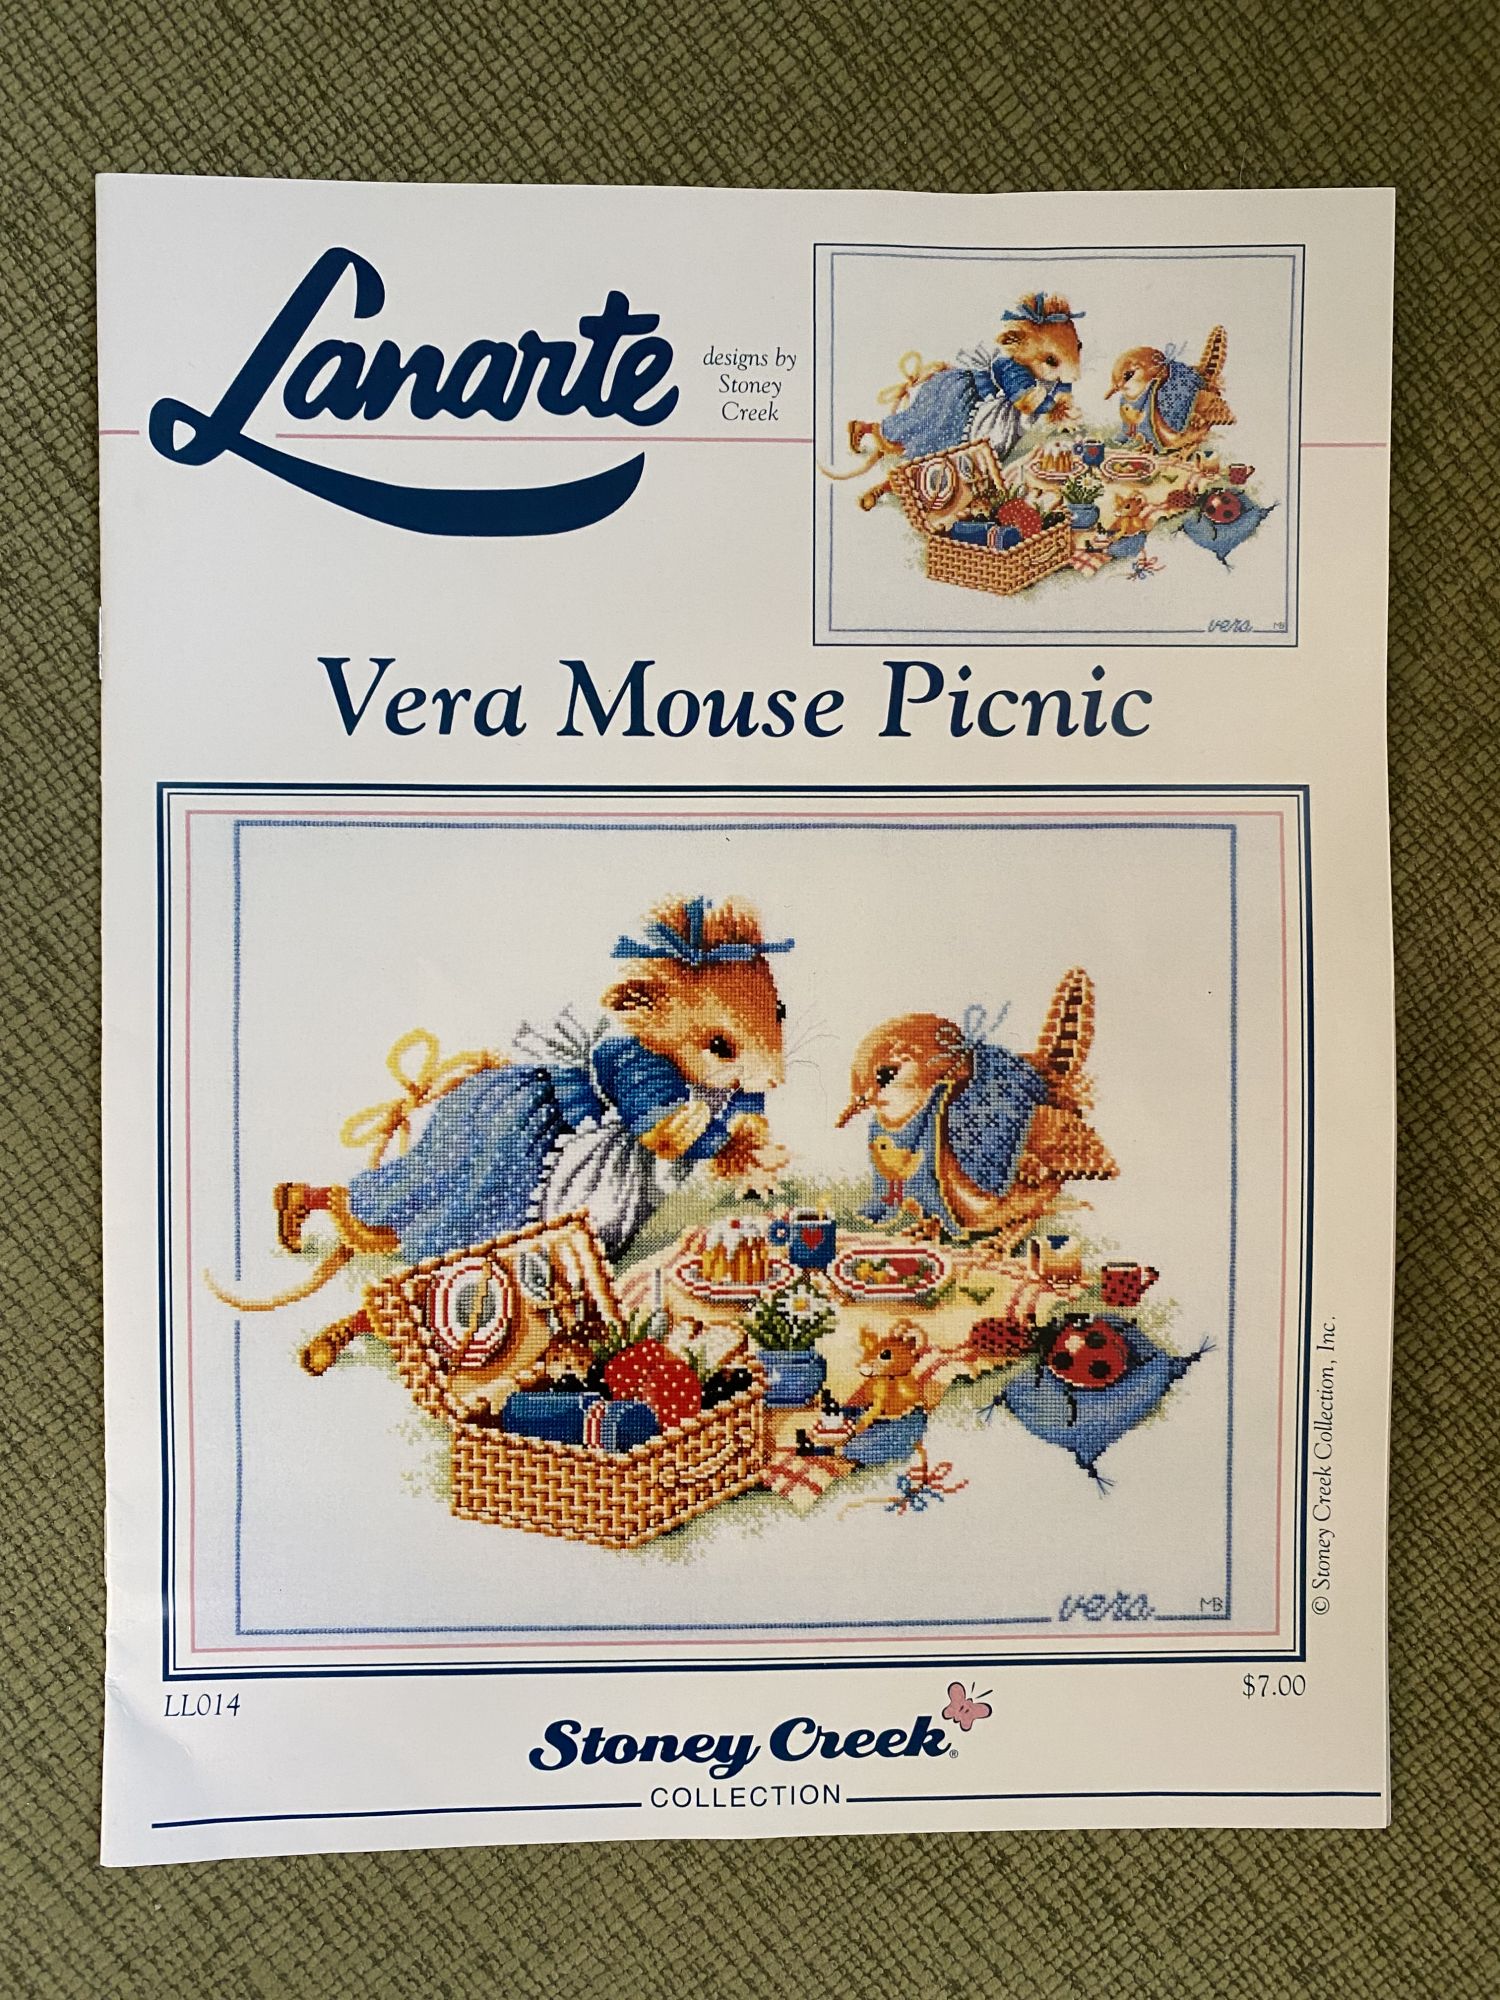 Lanarte
designs by
Stoney
Creek
vera MB
Vera Mouse Picnic
vera MB
© Stoney Creek Collection, Inc.
LL014
$7.00
Stoney Creek®
COLLECTION